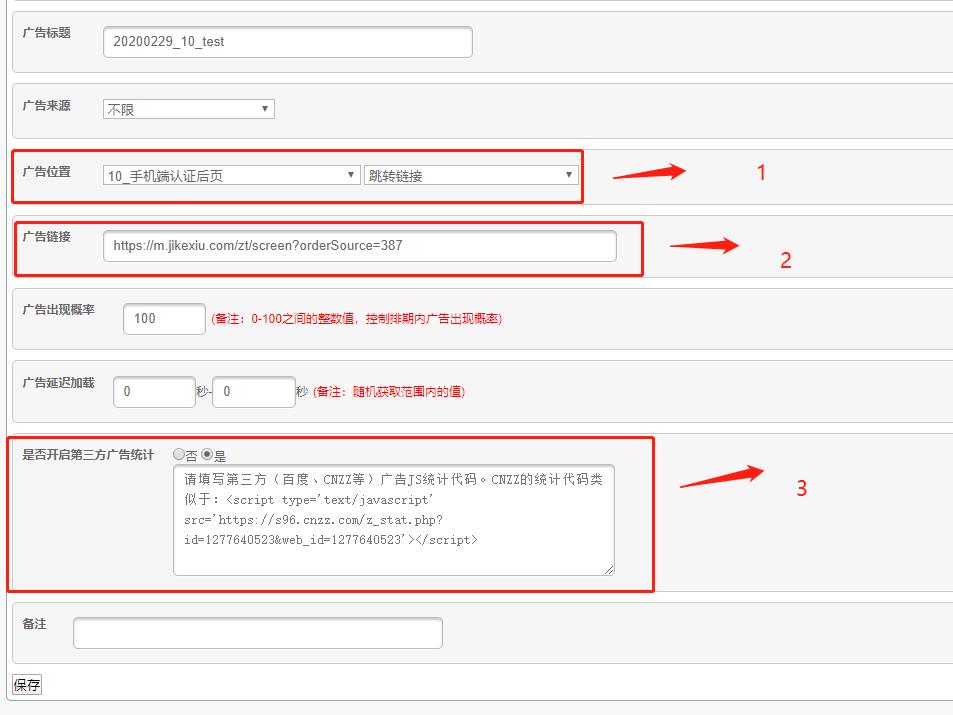 广告标题 20200229_10_test
广告来源 不限
广告位置 10_手机端认证后页 跳转链接 1
广告链接 https://m.jikexiu.com/zt/screen?orderSource=387 2
广告出现概率 100 (备注：0-100之间的整数值，控制排期内广告出现概率)
广告延迟加载 0 秒- 0 秒 (备注：随机获取范围内的值)
是否开启第三方广告统计 否 是
请填写第三方（百度、CNZZ等）广告JS统计代码。CNZZ的统计代码类
似于：<script type='text/javascript'
src='https://s96.cnzz.com/z_stat.php?
id=1277640523&web_id=1277640523'></script>
3
备注
保存